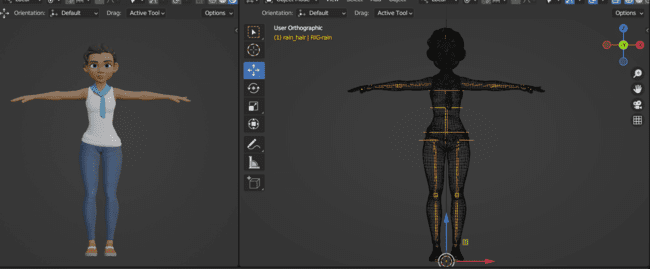 Orientation: Default Drag: Active Tool Options
Orientation: Default Drag: Active Tool Options
User Orthographic
(1) rain_hair | RIG-rain